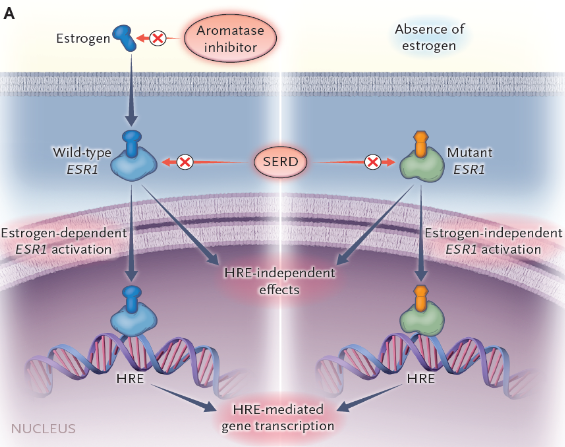 A
Estrogen
Aromatase
inhibitor
Absence of
estrogen
Wild-type
ESR1
SERD
Mutant
ESR1
Estrogen-dependent
ESR1 activation
Estrogen-independent
ESR1 activation
HRE-independent
effects
HRE
HRE
HRE-mediated
gene transcription
NUCLEUS